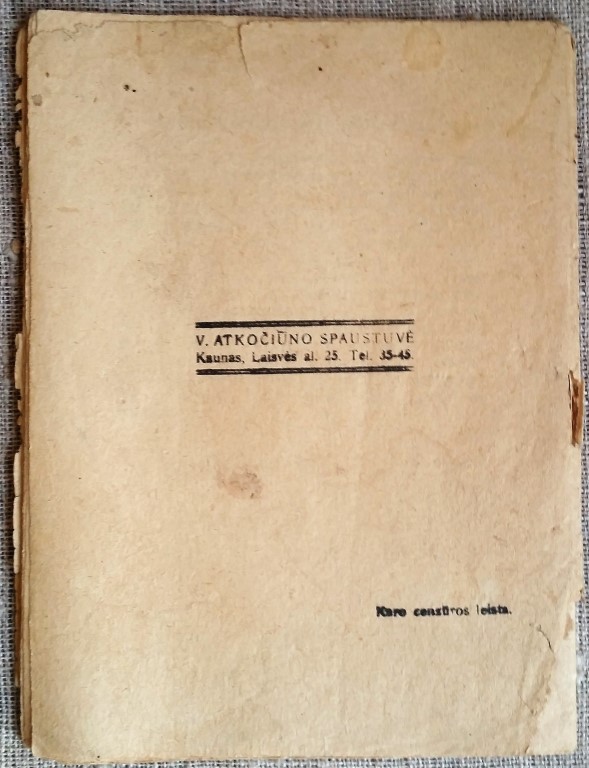 V. ATKOČIŪNO SPAUSTUVĖ
Kaunas, Laisvės al. 25. Tel. 35-45.
Karo cenzūros leista.